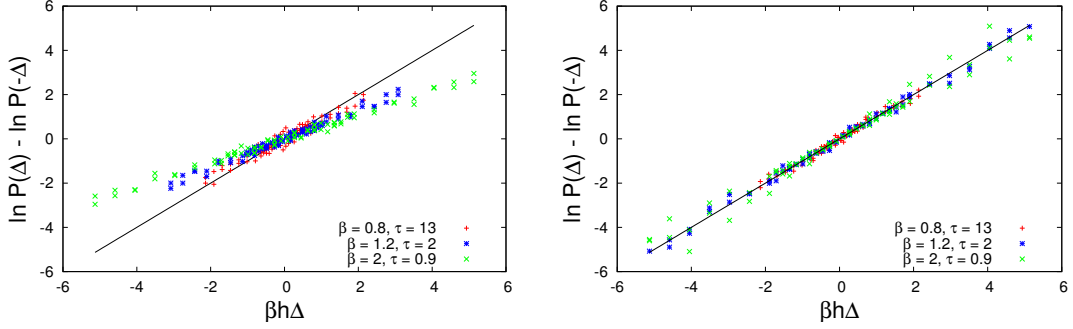 6
4
2
0
-2
-4
-6
-6
-4
-2
0
2
4
6
ln P(Δ) - ln P(-Δ)
βhΔ
β = 0.8, τ = 13
β = 1.2, τ = 2
β = 2, τ = 0.9
6
4
2
0
-2
-4
-6
-6
-4
-2
0
2
4
6
ln P(Δ) - ln P(-Δ)
βhΔ
β = 0.8, τ = 13
β = 1.2, τ = 2
β = 2, τ = 0.9